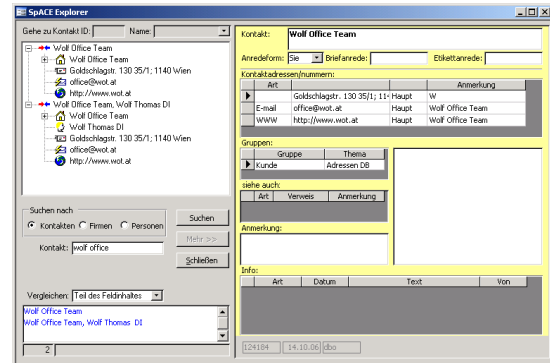 SpACE Explorer
Gehe zu Kontakt ID: Name:
Wolf Office Team
Wolf Office Team
Goldschlagstr. 130 35/1; 1140 Wien
office@wot.at
http://www.wot.at
Wolf Office Team, Wolf Thomas DI
Wolf Office Team
Wolf Thomas DI
Goldschlagstr. 130 35/1; 1140 Wien
office@wot.at
http://www.wot.at
Suchen nach
Kontakten Firmen Personen
Kontakt: wolf office
Suchen
Mehr >>
Schließen
Vergleichen: Teil des Feldinhaltes
Wolf Office Team
Wolf Office Team, Wolf Thomas DI
2
Kontakt: Wolf Office Team
Anredeform: Sie Briefanrede: Etikettanrede:
Kontaktadressen/nummern:
Art Anmerkung
Goldschlagstr. 130 35/1; 114 Haupt W
E-mail office@wot.at Haupt Wolf Office Team
WWW http://www.wot.at Haupt Wolf Office Team
Gruppen:
Gruppe Thema
Kunde Adressen DB
siehe auch:
Art Verweis Anmerkung
Anmerkung:
Info:
Art Datum Text Von
124184 14.10.06 dbo